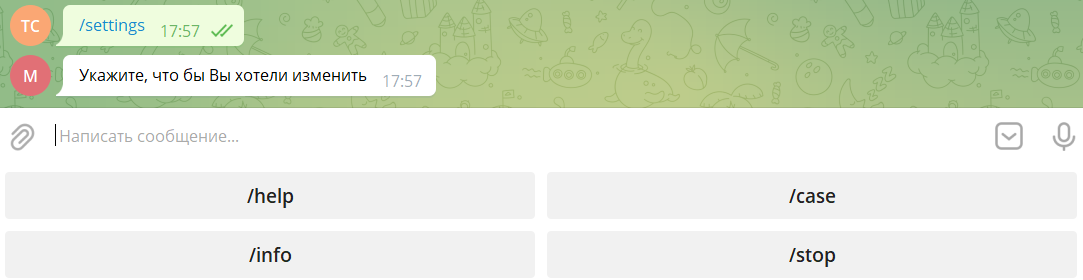 TC
/settings
17:57
M
Укажите, что бы Вы хотели изменить
17:57
Написать сообщение...
/help
/case
/info
/stop